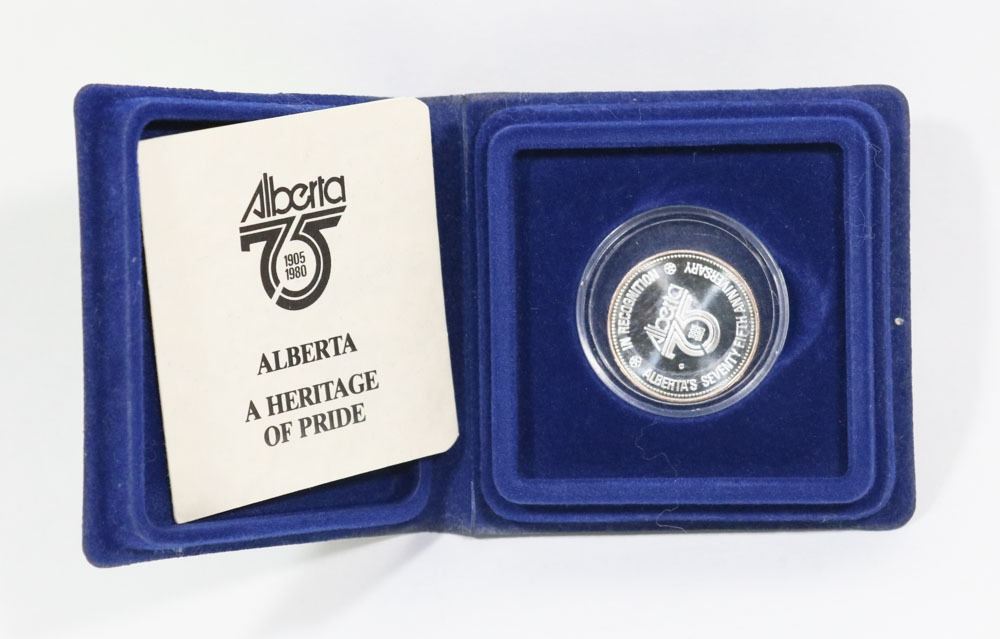 Alberta
75
1905
1980
ALBERTA
A HERITAGE
OF PRIDE
IN RECOGNITION
ALBERTA'S SEVENTY FIFTH ANNIVERSARY
Alberta
75